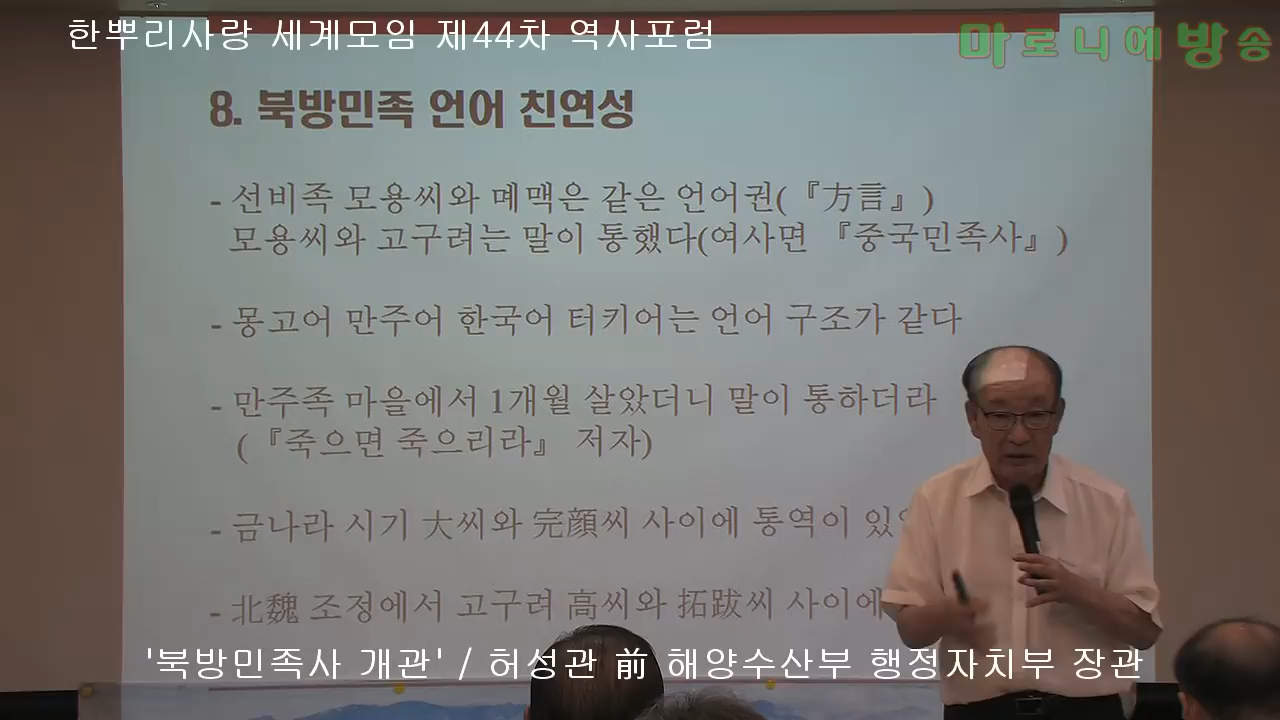 한뿌리사랑 세계모임 제44차 역사포럼
마로니에방송
8. 북방민족 언어 친연성
- 선비족 모용씨와 몌맥은 같은 언어권(『方言』)
모용씨와 고구려는 말이 통했다(여사면 『중국민족사』)
- 몽고어 만주어 한국어 터키어는 언어 구조가 같다
- 만주족 마을에서 1개월 살았더니 말이 통하더라
(『죽으면 죽으리라』 저자)
- 금나라 시기 大씨와 完顔씨 사이에 통역이
- 北魏 조정에서 고구려 高씨와 拓跋씨 사이에
'북방민족사 개관' / 허성관 前 해양수산부 행정자치부 장관